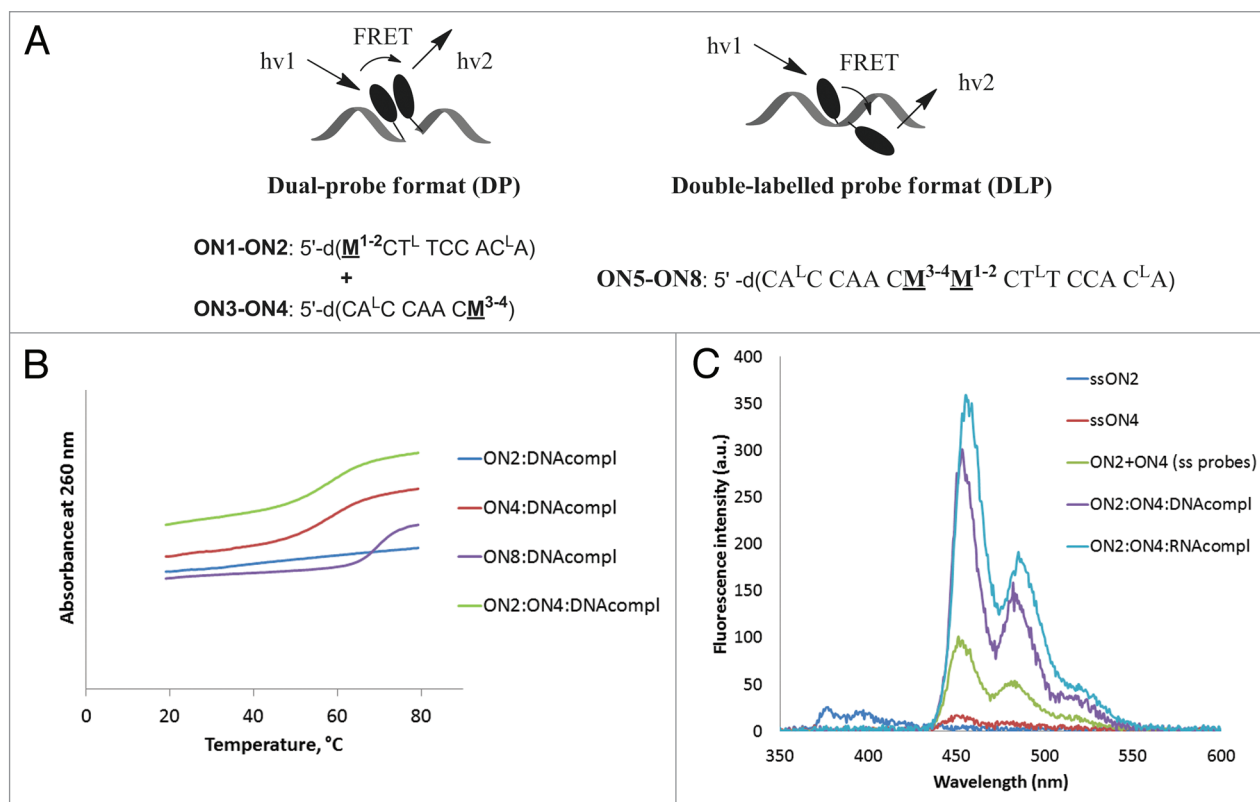 A
hν1
FRET
hν2
Dual-probe format (DP)
ON1-ON2: 5'-d(M¹⁻²CTᴸ TCC ACᴸA)
+
ON3-ON4: 5'-d(CAᴸC CAA CM³⁻⁴)
hν1
FRET
hν2
Double-labelled probe format (DLP)
ON5-ON8: 5' -d(CAᴸC CAA CM³⁻⁴M¹⁻² CTᴸT CCA CᴸA)
B
Absorbance at 260 nm
0 20 40 60 80
Temperature, °C
ON2:DNAcompl
ON4:DNAcompl
ON8:DNAcompl
ON2:ON4:DNAcompl
C
Fluorescence intensity (a.u.)
400
350
300
250
200
150
100
50
0
350 400 450 500 550 600
Wavelength (nm)
ssON2
ssON4
ON2+ON4 (ss probes)
ON2:ON4:DNAcompl
ON2:ON4:RNAcompl